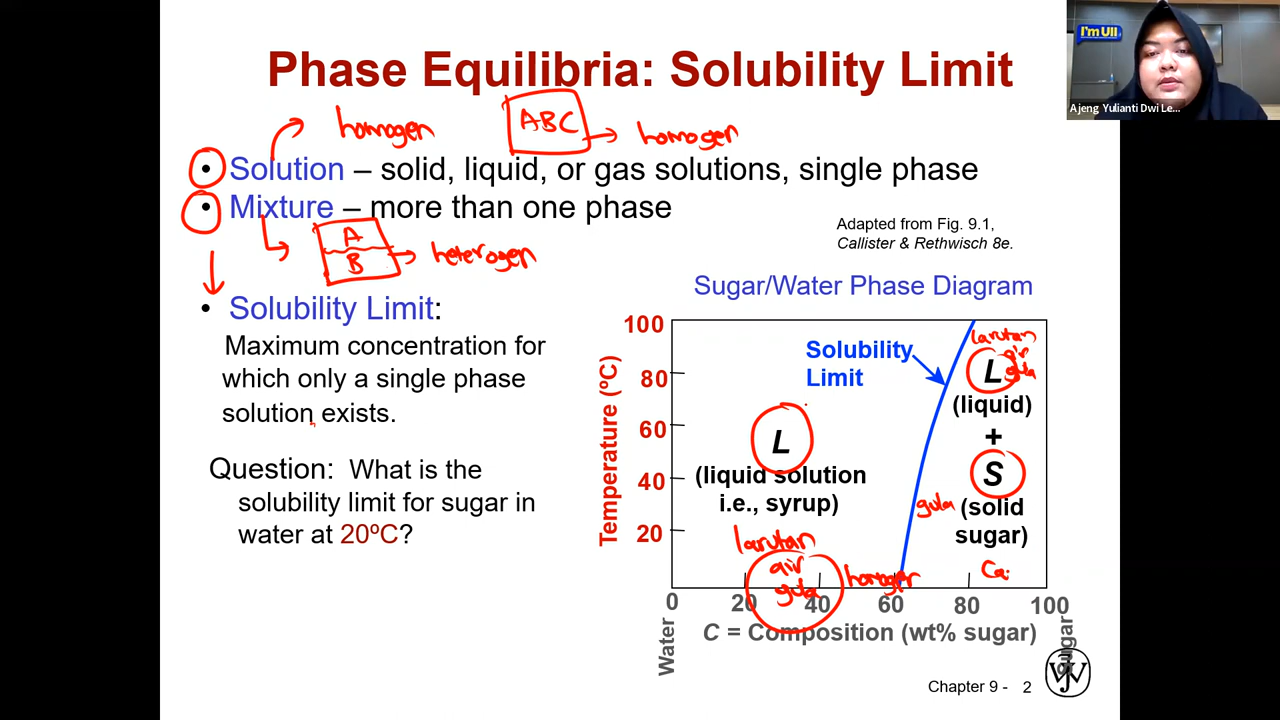 Phase Equilibria: Solubility Limit
I'm UII
Ajeng Yulianti Dwi Le...
homogen
ABC
homogen
• Solution – solid, liquid, or gas solutions, single phase
• Mixture – more than one phase
A
B
heterogen
Adapted from Fig. 9.1,
Callister & Rethwisch 8e.
• Solubility Limit:
Maximum concentration for
which only a single phase
solution exists.
Question: What is the
solubility limit for sugar in
water at 20ºC?
Sugar/Water Phase Diagram
Temperature (ºC)
100
80
60
40
20
Solubility
Limit
L
(liquid solution
i.e., syrup)
larutan
air
gula
homogen
larutan
air
gula
L
(liquid)
+
S
gula
(solid
sugar)
Ca
0
20
40
60
80
100
Water
C = Composition (wt% sugar)
Sugar
Chapter 9 - 2